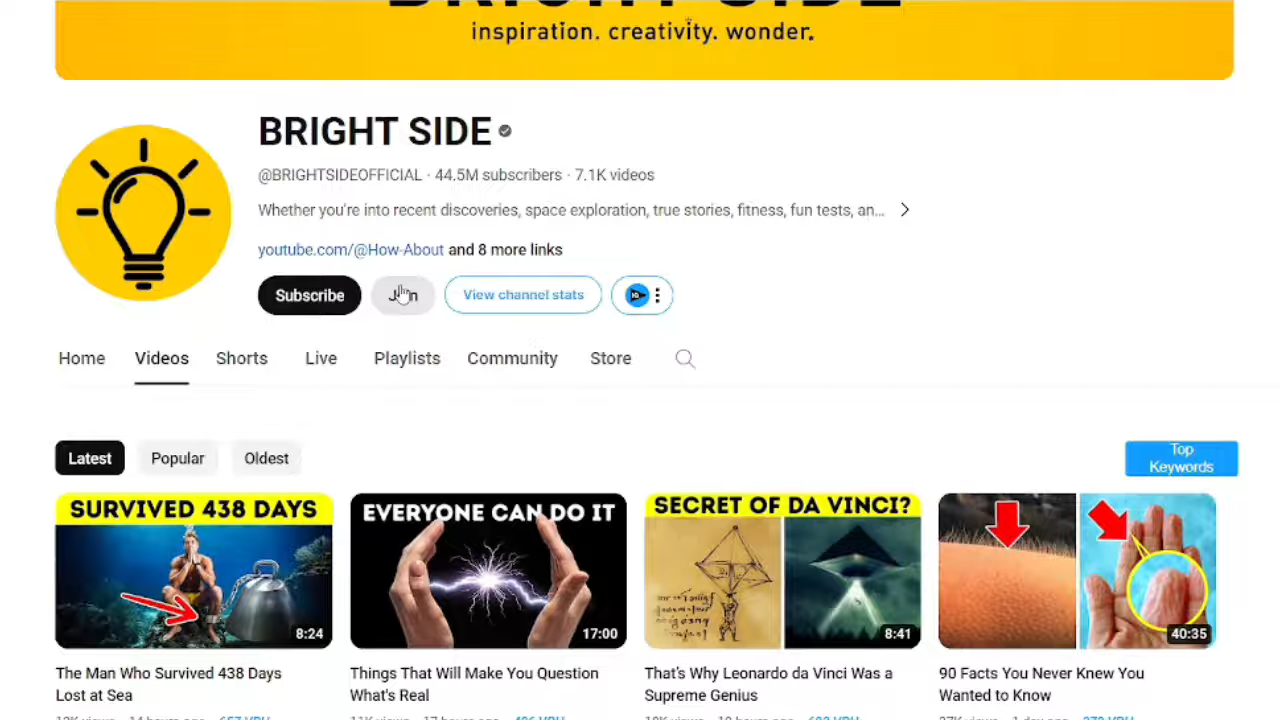 inspiration. creativity. wonder.
BRIGHT SIDE
@BRIGHTSIDEOFFICIAL · 44.5M subscribers · 7.1K videos
Whether you're into recent discoveries, space exploration, true stories, fitness, fun tests, an...
youtube.com/@How-About and 8 more links
Subscribe
View channel stats
Home Videos Shorts Live Playlists Community Store
Latest Popular Oldest
Top
Keywords
SURVIVED 438 DAYS
8:24
EVERYONE CAN DO IT
17:00
SECRET OF DA VINCI?
8:41
40:35
The Man Who Survived 438 Days
Lost at Sea
Things That Will Make You Question
What's Real
That's Why Leonardo da Vinci Was a
Supreme Genius
90 Facts You Never Knew You
Wanted to Know